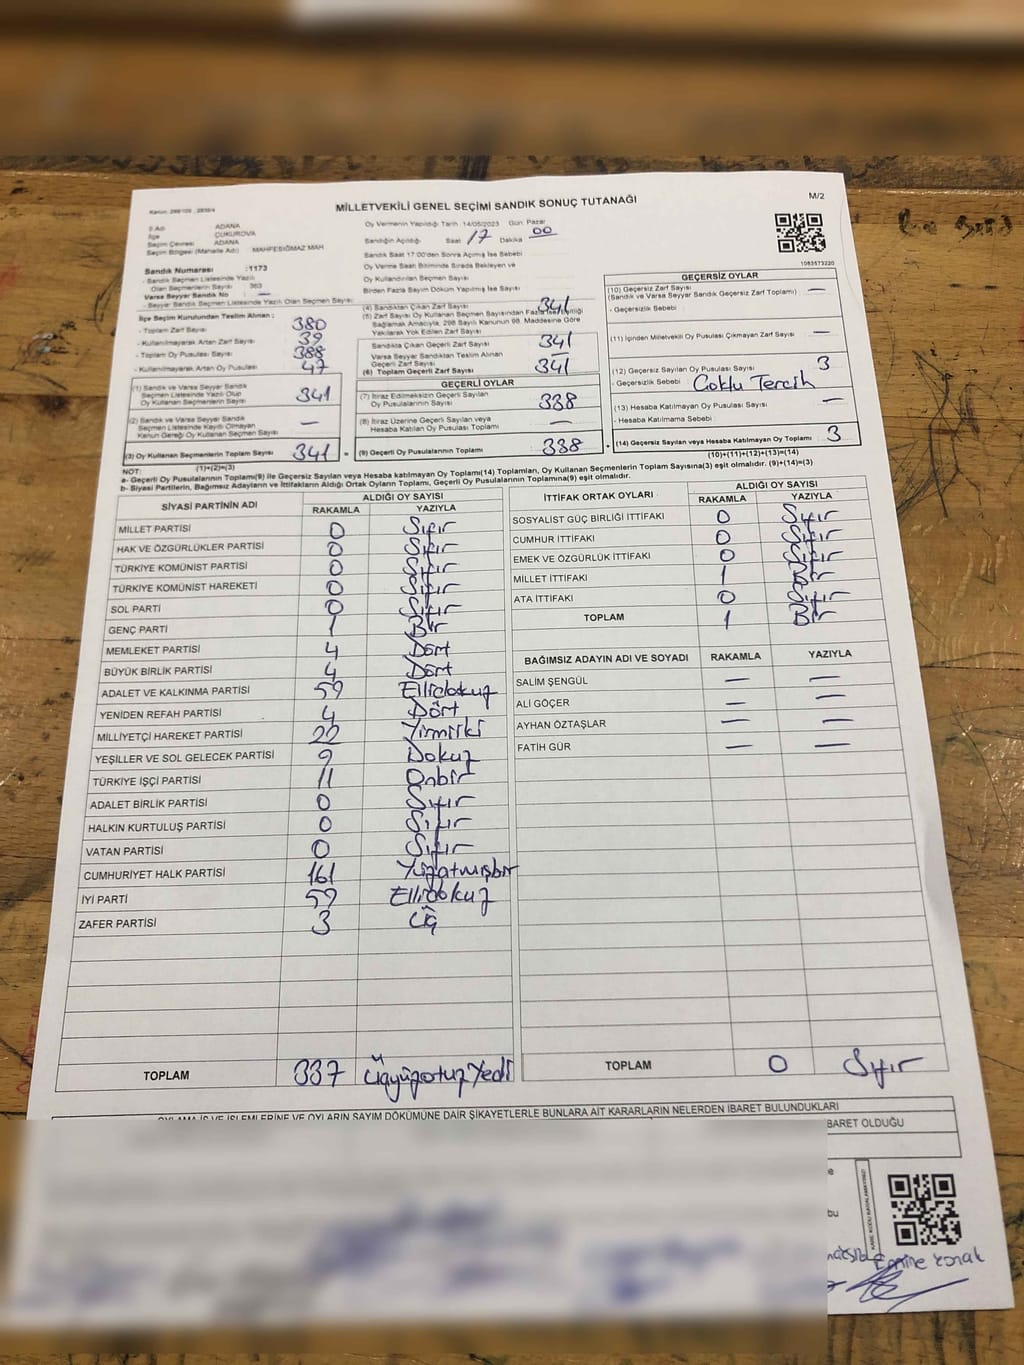 MİLLETVEKİLİ GENEL SEÇİMİ SANDIK SONUÇ TUTANAĞI
M/2
İl Adı ADANA
İlçe ÇUKUROVA
Seçim Çevresi ADANA
Seçim Bölgesi (Mahalle Adı) MAHFESIĞMAZ MAH
Sandık Numarası :1173
- Sandık Seçmen Listesinde Yazılı
Olan Seçmenlerin Sayısı : 363
Varsa Seyyar Sandık No —
- Seyyar Sandık Seçmen Listesinde Yazılı Olan Seçmen Sayısı:
Oy Vermenin Yapıldığı Tarih :14/05/2023 Gün: Pazar
Sandığın Açıldığı Saat 17 Dakika 00
Sandık Saat 17:00'den Sonra Açılmış İse Sebebi
Oy Verme Saati Bitiminde Sırada Bekleyen ve
Oy Kullandırılan Seçmen Sayısı
Birden Fazla Sayım Döküm Yapılmış İse Sayısı
1083573220
İlçe Seçim Kurulundan Teslim Alınan :
- Toplam Zarf Sayısı 380
- Kullanılmayarak Artan Zarf Sayısı 39
- Toplam Oy Pusulası Sayısı 388
- Kullanılmayarak Artan Oy Pusulası 47
(1) Sandık ve Varsa Seyyar Sandık
Seçmen Listesinde Yazılı Olup
Oy Kullanan Seçmenlerin Sayısı 341
(2) Sandık ve Varsa Seyyar Sandık
Seçmen Listesinde Kayıtlı Olmayan
Kanun Gereği Oy Kullanan Seçmen Sayısı —
(3) Oy Kullanan Seçmenlerin Toplam Sayısı 341
(1)+(2)=(3)
(4) Sandıktan Çıkan Zarf Sayısı 341
(5) Zarf Sayısı Oy Kullanan Seçmen Sayısından Fazla İse Eşitliği
Sağlamak Amacıyla, 298 Sayılı Kanunun 98. Maddesine Göre
Yakılarak Yok Edilen Zarf Sayısı
Sandıkta Çıkan Geçerli Zarf Sayısı 341
Varsa Seyyar Sandıktan Teslim Alınan
Geçerli Zarf Sayısı —
(6) Toplam Geçerli Zarf Sayısı 341
GEÇERLİ OYLAR
(7) İtiraz Edilmeksizin Geçerli Sayılan
Oy Pusulalarının Sayısı 338
(8) İtiraz Üzerine Geçerli Sayılan veya
Hesaba Katılan Oy Pusulası Toplamı —
(9) Geçerli Oy Pusulalarının Toplamı 338
GEÇERSİZ OYLAR
(10) Geçersiz Zarf Sayısı
(Sandık ve Varsa Seyyar Sandık Geçersiz Zarf Toplamı) —
- Geçersizlik Sebebi
(11) İçinden Milletvekili Oy Pusulası Çıkmayan Zarf Sayısı —
(12) Geçersiz Sayılan Oy Pusulası Sayısı 3
- Geçersizlik Sebebi Çoklu Tercih
(13) Hesaba Katılmayan Oy Pusulası Sayısı —
- Hesaba Katılmama Sebebi
(14) Geçersiz Sayılan veya Hesaba Katılmayan Oy Toplamı 3
(10)+(11)+(12)+(13)=(14)
NOT:
a- Geçerli Oy Pusulalarının Toplamı(9) ile Geçersiz Sayılan veya Hesaba katılmayan Oy Toplamı(14) Toplamları, Oy Kullanan Seçmenlerin Toplam Sayısına(3) eşit olmalıdır. (9)+(14)=(3)
b- Siyasi Partilerin, Bağımsız Adayların ve İttifakların Aldığı Ortak Oyların Toplamı, Geçerli Oy Pusulalarının Toplamına(9) eşit olmalıdır.
SİYASİ PARTİNİN ADI ALDIĞI OY SAYISI
RAKAMLA YAZIYLA
MİLLET PARTİSİ 0 Sıfır
HAK VE ÖZGÜRLÜKLER PARTİSİ 0 Sıfır
TÜRKİYE KOMÜNİST PARTİSİ 0 Sıfır
TÜRKİYE KOMÜNİST HAREKETİ 0 Sıfır
SOL PARTİ 0 Sıfır
GENÇ PARTİ 1 Bir
MEMLEKET PARTİSİ 4 Dört
BÜYÜK BİRLİK PARTİSİ 4 Dört
ADALET VE KALKINMA PARTİSİ 59 Ellidokuz
YENİDEN REFAH PARTİSİ 4 Dört
MİLLİYETÇİ HAREKET PARTİSİ 22 Yirmiiki
YEŞİLLER VE SOL GELECEK PARTİSİ 9 Dokuz
TÜRKİYE İŞÇİ PARTİSİ 11 Onbir
ADALET BİRLİK PARTİSİ 0 Sıfır
HALKIN KURTULUŞ PARTİSİ 0 Sıfır
VATAN PARTİSİ 0 Sıfır
CUMHURİYET HALK PARTİSİ 161 Yüzatmışbir
İYİ PARTİ 59 Ellidokuz
ZAFER PARTİSİ 3 Üç
TOPLAM 337 Üçyüzotuz Yedi
İTTİFAK ORTAK OYLARI ALDIĞI OY SAYISI
RAKAMLA YAZIYLA
SOSYALİST GÜÇ BİRLİĞİ İTTİFAKI 0 Sıfır
CUMHUR İTTİFAKI 0 Sıfır
EMEK VE ÖZGÜRLÜK İTTİFAKI 0 Sıfır
MİLLET İTTİFAKI 1 Bir
ATA İTTİFAKI 0 Sıfır
TOPLAM 1 Bir
BAĞIMSIZ ADAYIN ADI VE SOYADI RAKAMLA YAZIYLA
SALİM ŞENGÜL — —
ALİ GÖÇER — —
AYHAN ÖZTAŞLAR — —
FATİH GÜR — —
TOPLAM 0 Sıfır
OYLAMA İŞ VE İŞLEMLERİNE VE OYLARIN SAYIM DÖKÜMÜNE DAİR ŞİKAYETLERLE BUNLARA AİT KARARLARIN NELERDEN İBARET BULUNDUKLARI
BARET OLDUĞU
Emine Konak